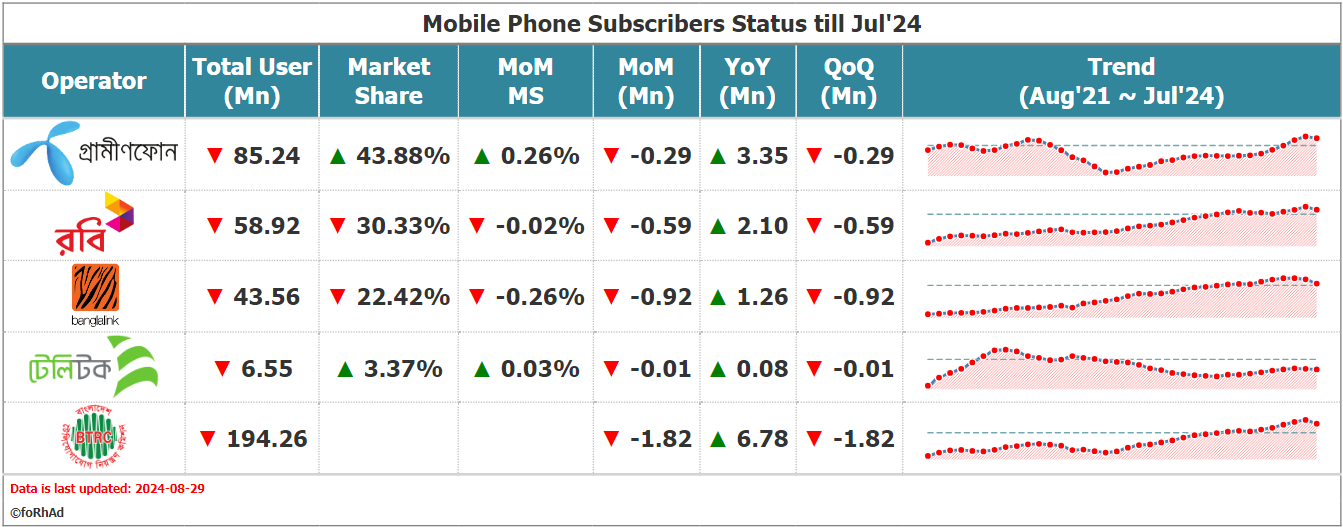 Mobile Phone Subscribers Status till Jul'24
Operator Total User (Mn) Market Share MoM MS MoM (Mn) YoY (Mn) QoQ (Mn) Trend (Aug'21 ~ Jul'24)
গ্রামীণফোন ▼ 85.24 ▲ 43.88% ▲ 0.26% ▼ -0.29 ▲ 3.35 ▼ -0.29
রবি ▼ 58.92 ▼ 30.33% ▼ -0.02% ▼ -0.59 ▲ 2.10 ▼ -0.59
banglalink ▼ 43.56 ▼ 22.42% ▼ -0.26% ▼ -0.92 ▲ 1.26 ▼ -0.92
টেলিটক ▼ 6.55 ▲ 3.37% ▲ 0.03% ▼ -0.01 ▲ 0.08 ▼ -0.01
বাংলাদেশ BTRC নিয়ন্ত্রণ কমিশন ▼ 194.26 ▼ -1.82 ▲ 6.78 ▼ -1.82
Data is last updated: 2024-08-29
©foRhAd